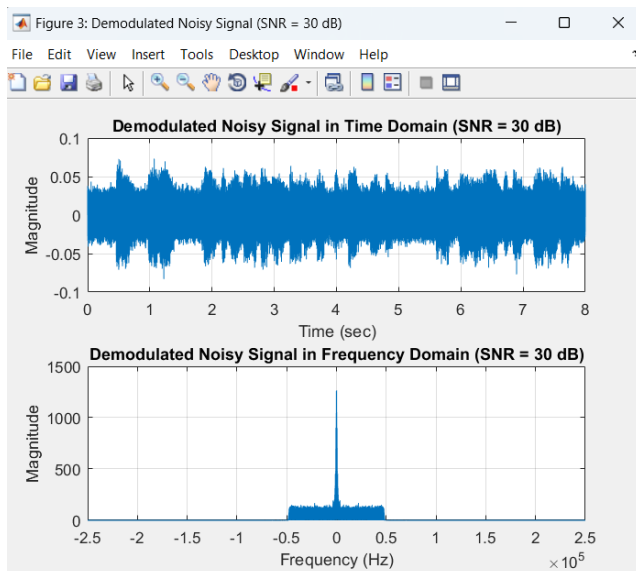 Figure 3: Demodulated Noisy Signal (SNR = 30 dB)
File Edit View Insert Tools Desktop Window Help
Demodulated Noisy Signal in Time Domain (SNR = 30 dB)
0.1
0.05
0
-0.05
-0.1
Magnitude
0 1 2 3 4 5 6 7 8
Time (sec)
Demodulated Noisy Signal in Frequency Domain (SNR = 30 dB)
1500
1000
500
0
Magnitude
-2.5 -2 -1.5 -1 -0.5 0 0.5 1 1.5 2 2.5
Frequency (Hz)
×10⁵